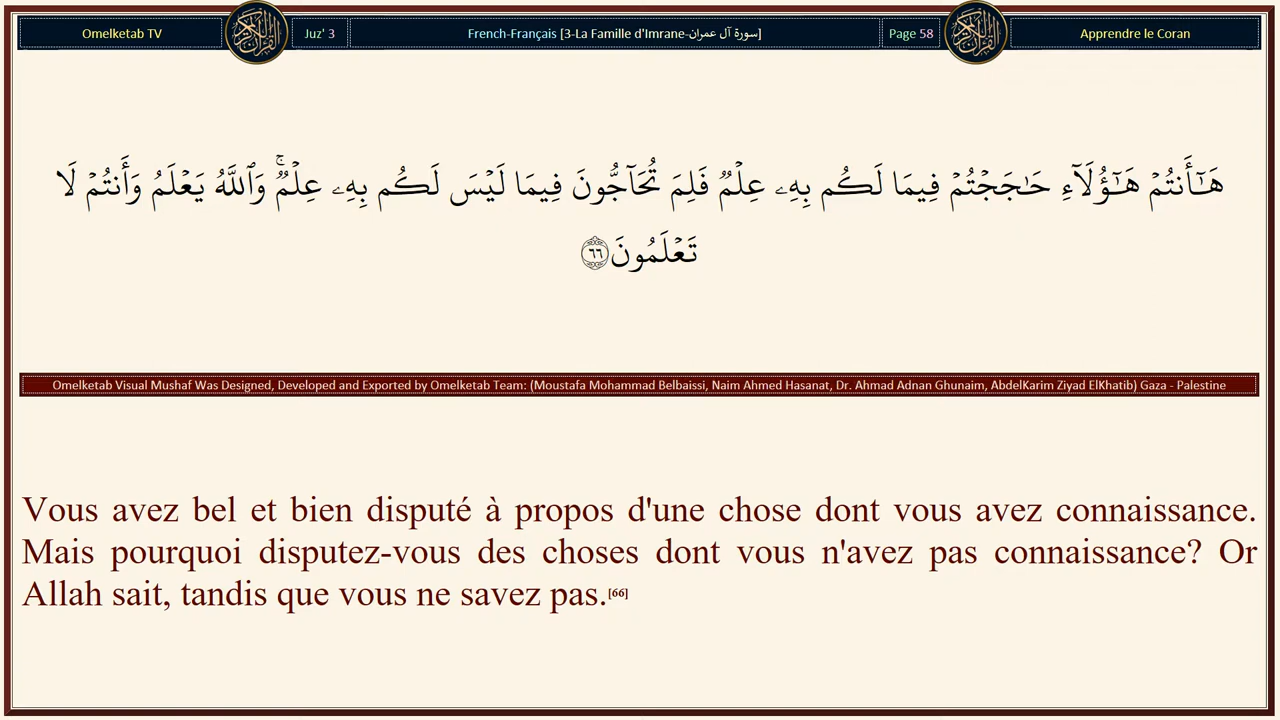 Omelketab TV
Juz' 3
French-Français [3-La Famille d'Imrane-سورة آل عمران]
Page 58
Apprendre le Coran
هَـٰٓأَنتُمْ هَـٰٓؤُلَآءِ حَـٰجَجْتُمْ فِيمَا لَكُم بِهِۦ عِلْمٌ فَلِمَ تُحَآجُّونَ فِيمَا لَيْسَ لَكُم بِهِۦ عِلْمٌ ۚ وَٱللَّهُ يَعْلَمُ وَأَنتُمْ لَا
تَعْلَمُونَ ٦٦
Omelketab Visual Mushaf Was Designed, Developed and Exported by Omelketab Team: (Moustafa Mohammad Belbaissi, Naim Ahmed Hasanat, Dr. Ahmad Adnan Ghunaim, AbdelKarim Ziyad ElKhatib) Gaza - Palestine
Vous avez bel et bien disputé à propos d'une chose dont vous avez connaissance.
Mais pourquoi disputez-vous des choses dont vous n'avez pas connaissance? Or
Allah sait, tandis que vous ne savez pas.[66]